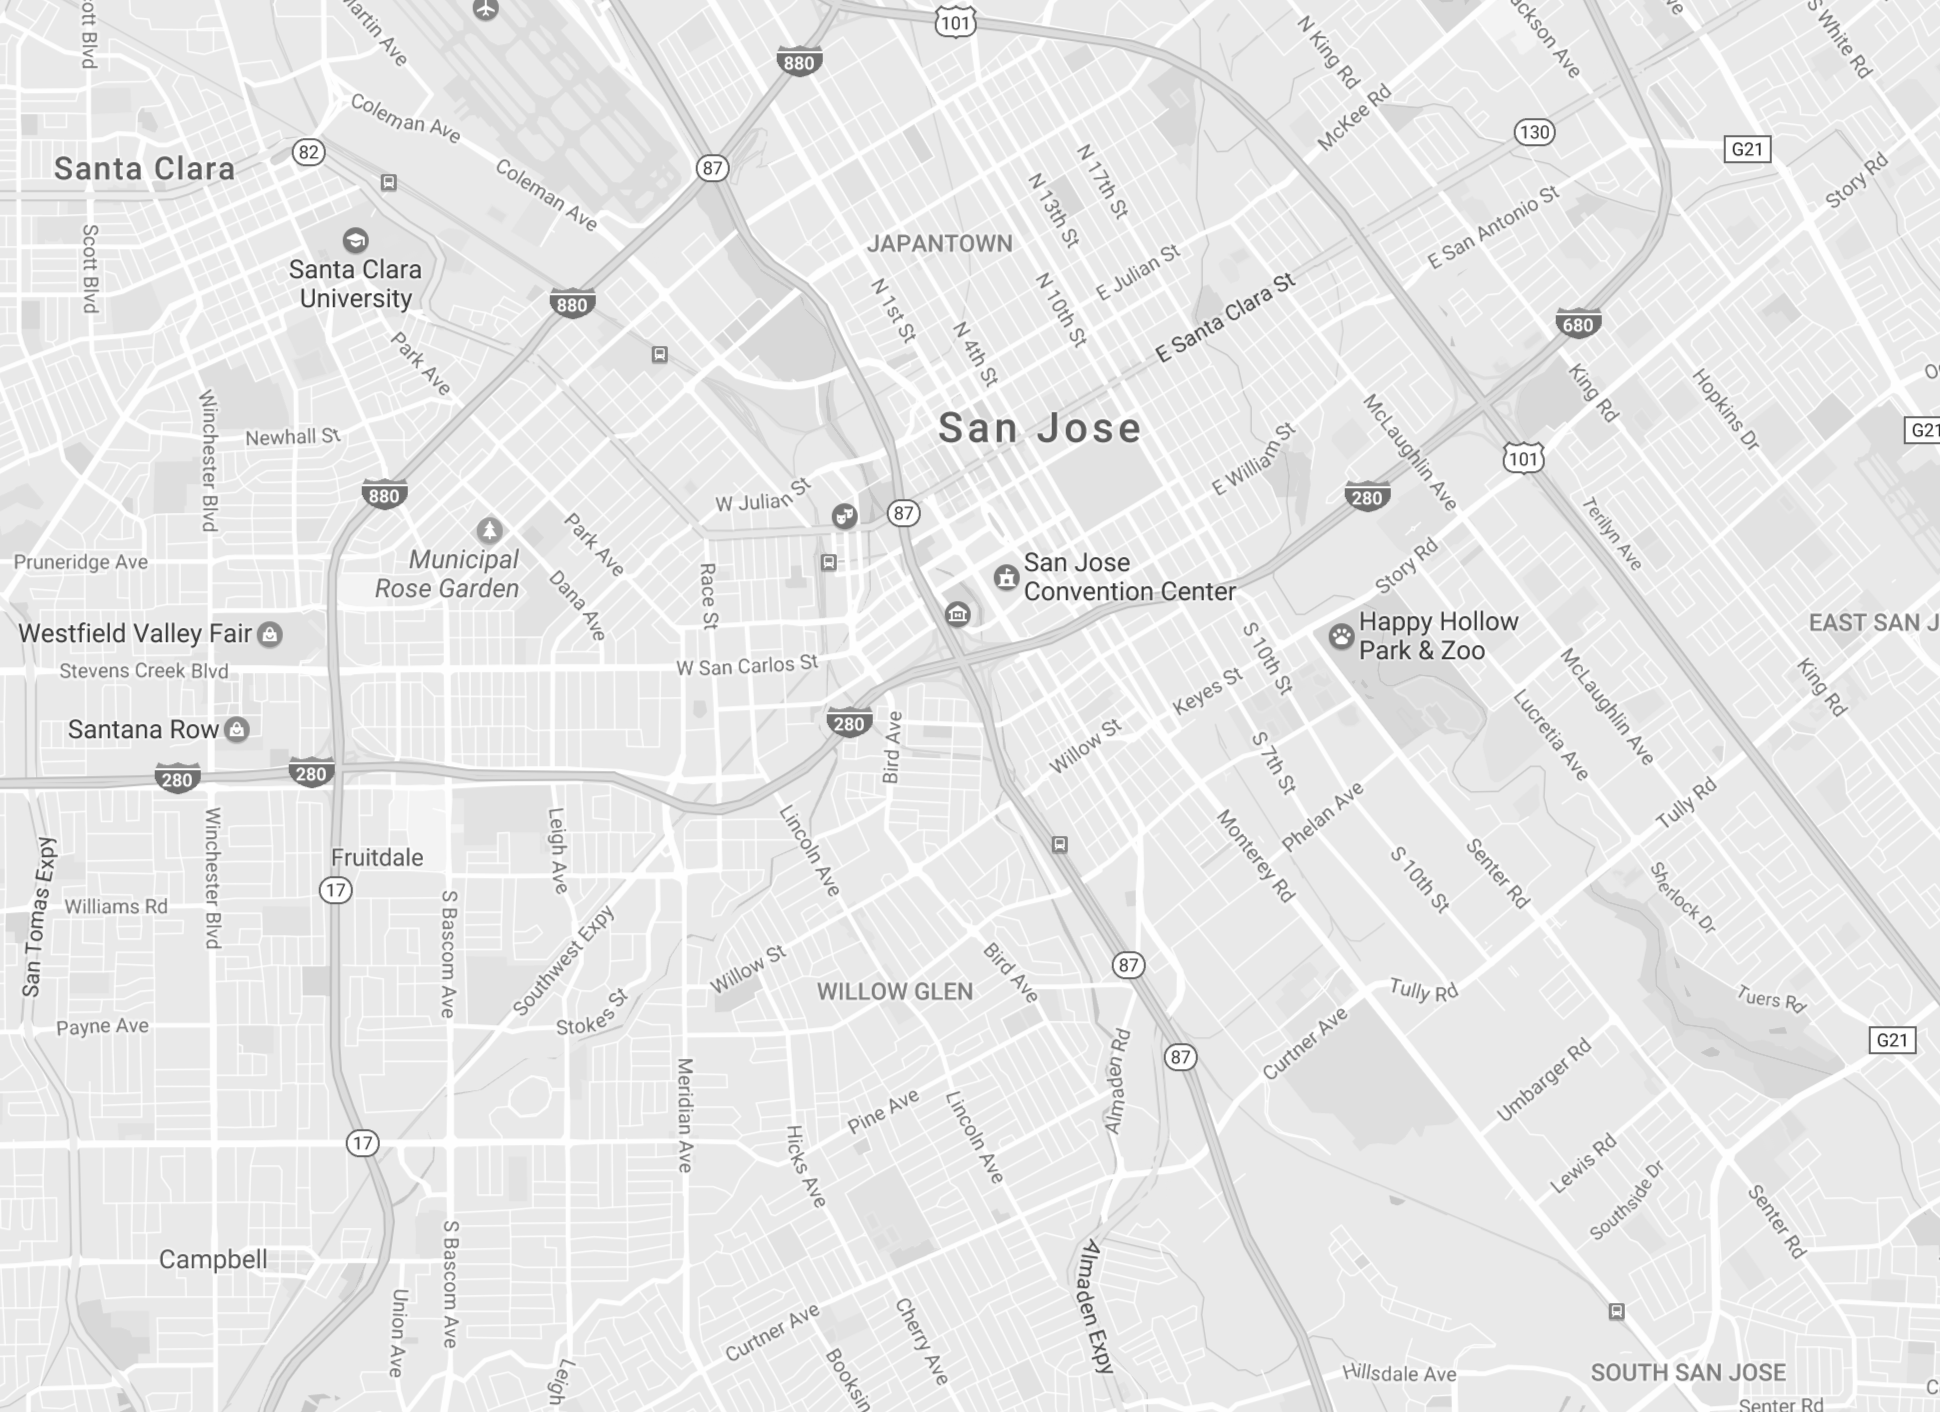 ott Blvd
Martin Ave
101
880
N King Rd
Jackson Ave
ve
S White Rd
Coleman Ave
McKee Rd
130
G21
82
Santa Clara
87
Coleman Ave
N 17th St
N 13th St
Story Rd
Scott Blvd
Santa Clara
University
JAPANTOWN
E San Antonio St
E Julian St
880
N 1st St
N 10th St
E Santa Clara St
680
Park Ave
N 4th St
King Rd
Hopkins Dr
Oc
Winchester Blvd
Newhall St
San Jose
McLaughlin Ave
G21
E William St
101
880
W Julian St
280
87
Terilyn Ave
Municipal
Rose Garden
Park Ave
Pruneridge Ave
San Jose
Convention Center
Story Rd
Dana Ave
Race St
Westfield Valley Fair
Happy Hollow
Park & Zoo
EAST SAN J
Stevens Creek Blvd
W San Carlos St
S 10th St
McLaughlin Ave
King Rd
Keyes St
Lucretia Ave
Santana Row
280
Bird Ave
Willow St
S 7th St
280
280
Tully Rd
Phelan Ave
Winchester Blvd
Leigh Ave
Lincoln Ave
Monterey Rd
San Tomas Expy
Fruitdale
S 10th St
Senter Rd
Sherlock Dr
17
Williams Rd
S Bascom Ave
Southwest Expy
Willow St
Bird Ave
87
WILLOW GLEN
Tully Rd
Tuers Rd
Stokes St
Payne Ave
Curtner Ave
G21
87
Almaden Rd
Umbarger Rd
Meridian Ave
Pine Ave
Lincoln Ave
17
Hicks Ave
Lewis Rd
Southside Dr
Senter Rd
Campbell
S Bascom Ave
Almaden Expy
Union Ave
Curtner Ave
Cherry Ave
Leigh
Booksin
Hillsdale Ave
SOUTH SAN JOSE
Senter Rd
C